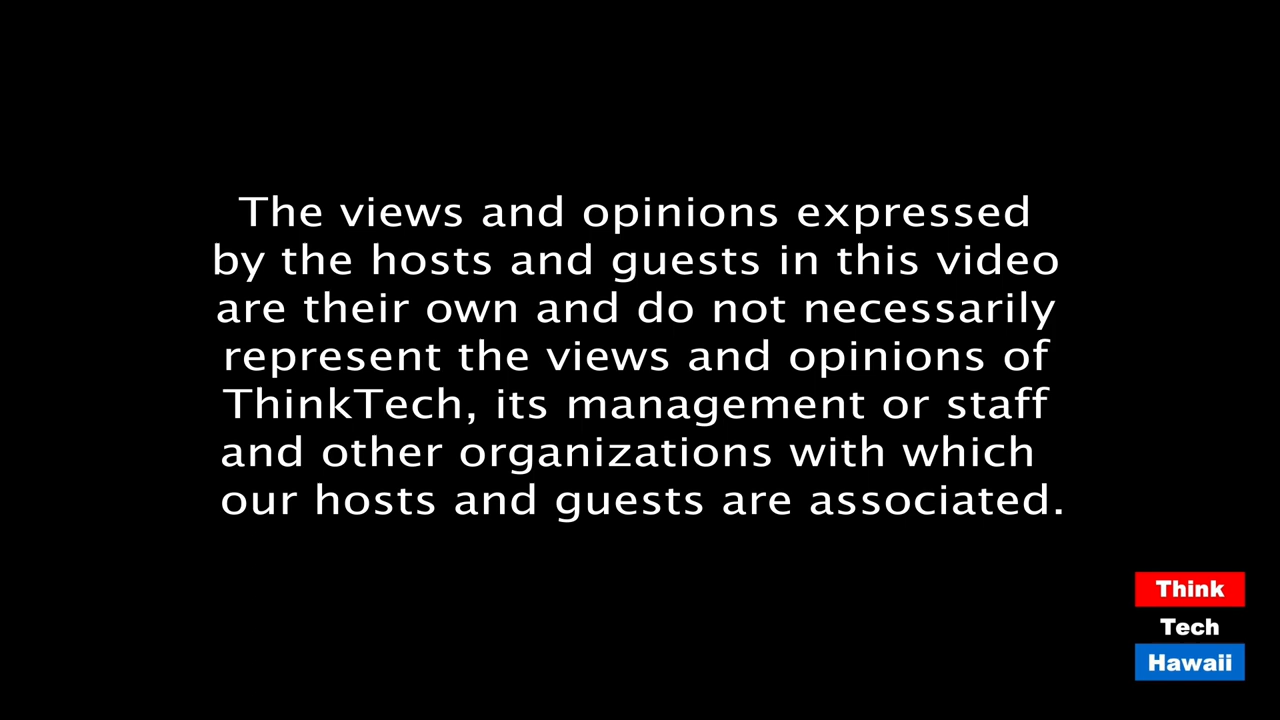 The views and opinions expressed
by the hosts and guests in this video
are their own and do not necessarily
represent the views and opinions of
ThinkTech, its management or staff
and other organizations with which
our hosts and guests are associated.
Think
Tech
Hawaii